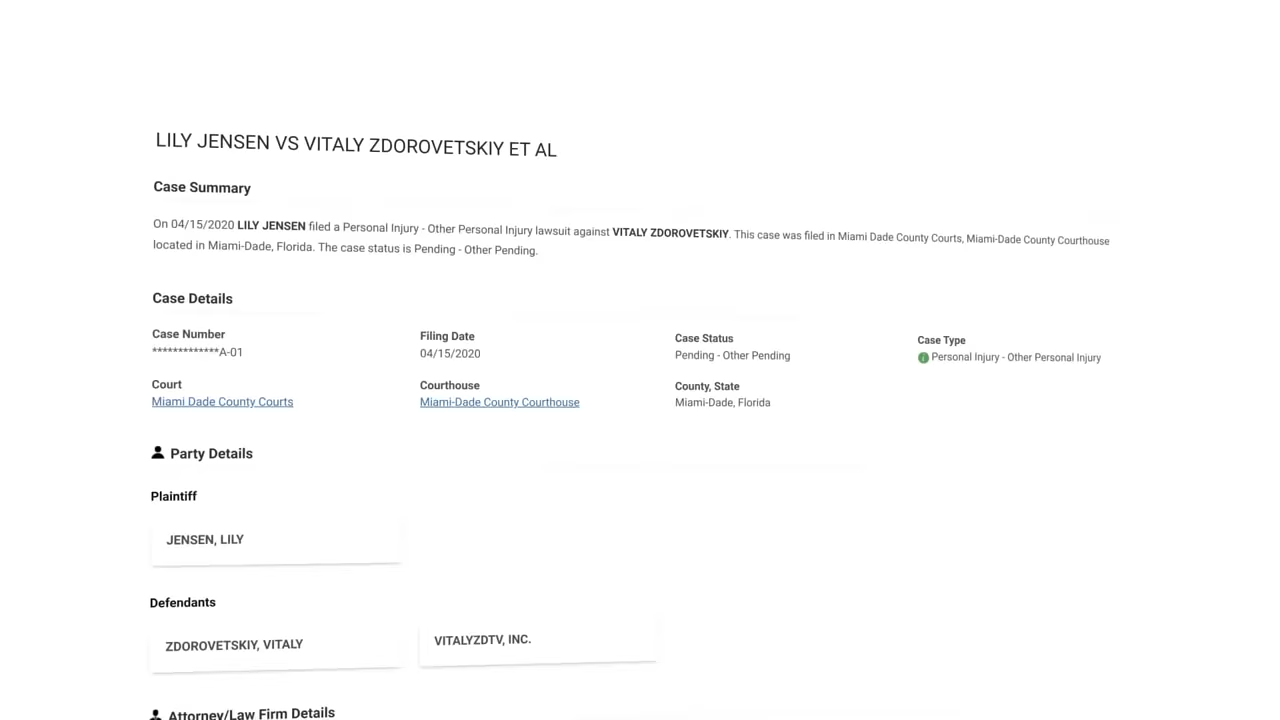 LILY JENSEN VS VITALY ZDOROVETSKIY ET AL
Case Summary
On 04/15/2020 LILY JENSEN filed a Personal Injury - Other Personal Injury lawsuit against VITALY ZDOROVETSKIY. This case was filed in Miami Dade County Courts, Miami-Dade County Courthouse
located in Miami-Dade, Florida. The case status is Pending - Other Pending.
Case Details
Case Number
*************A-01
Filing Date
04/15/2020
Case Status
Pending - Other Pending
Case Type
Personal Injury - Other Personal Injury
Court
Miami Dade County Courts
Courthouse
Miami-Dade County Courthouse
County, State
Miami-Dade, Florida
Party Details
Plaintiff
JENSEN, LILY
Defendants
ZDOROVETSKIY, VITALY
VITALYZDTV, INC.
Attorney/Law Firm Details